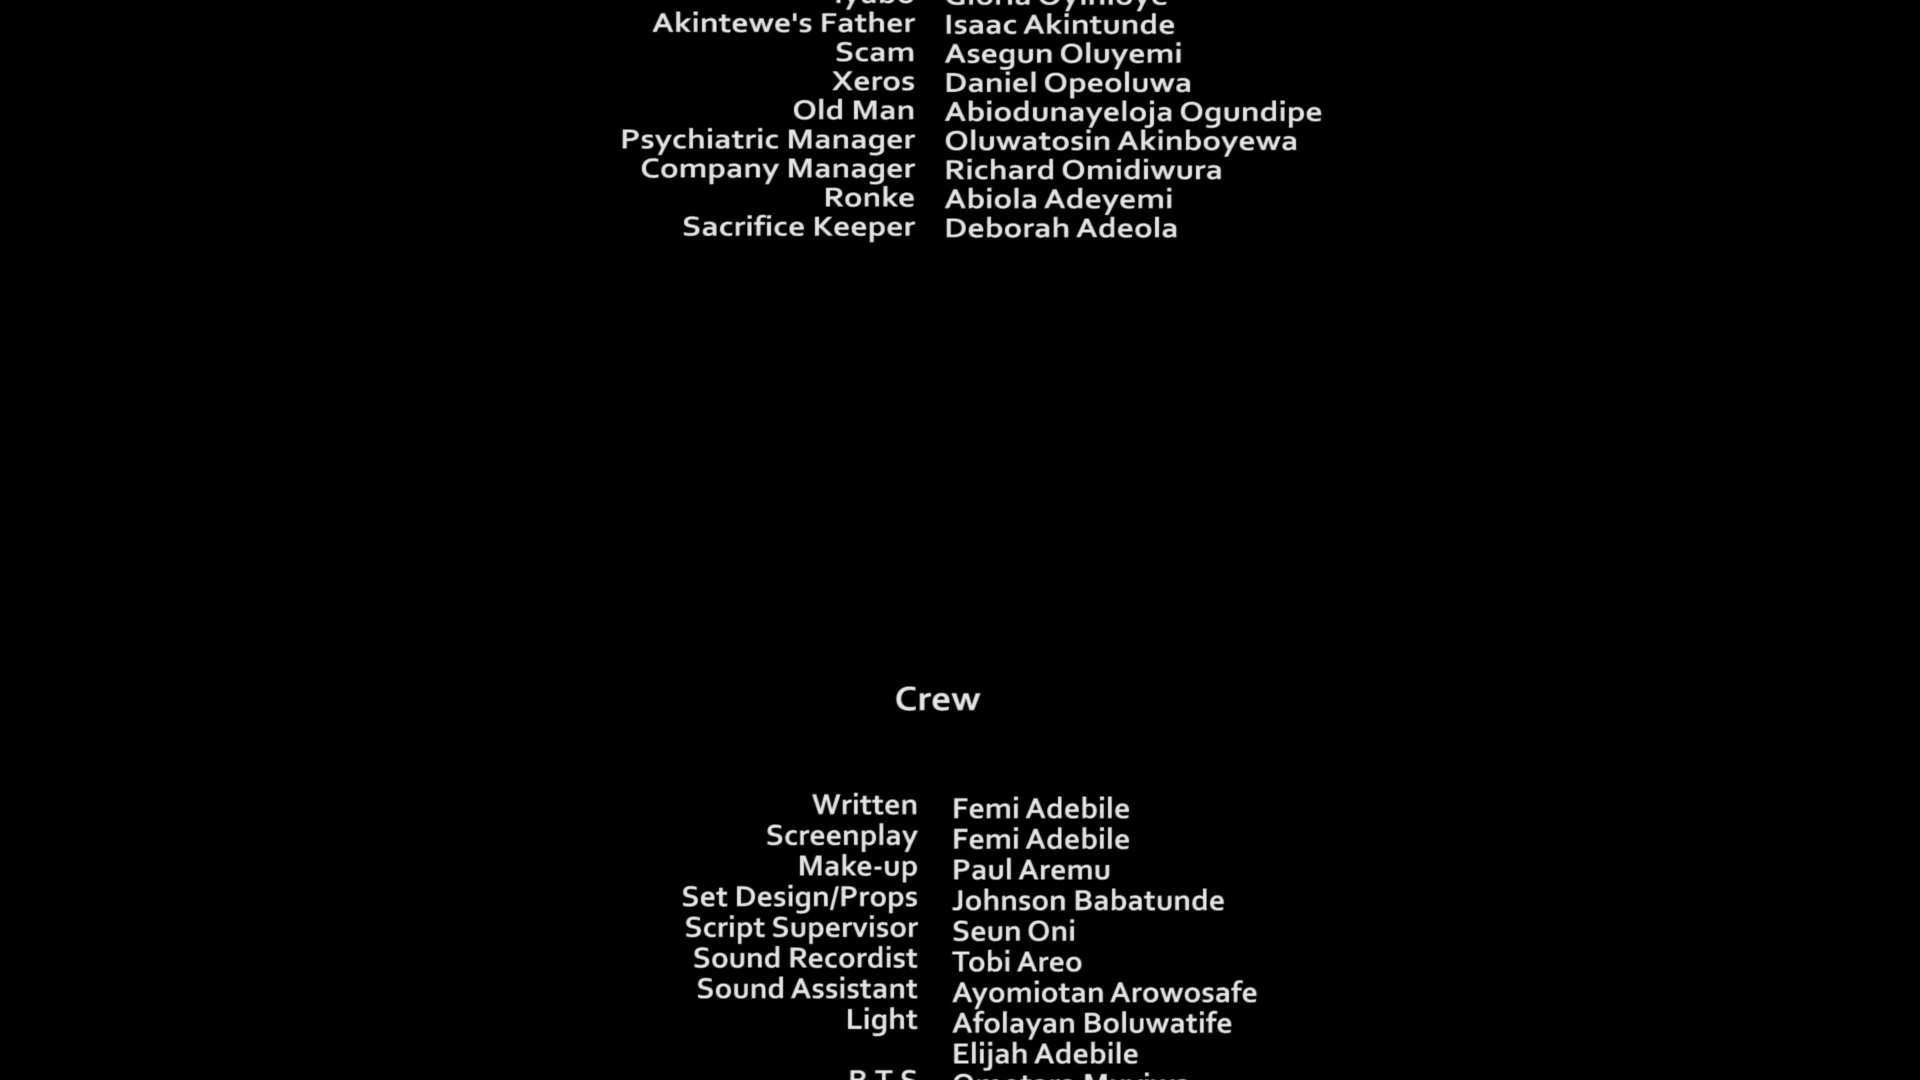 Iyabo Gloria Oyinloye
Akintewe's Father Isaac Akintunde
Scam Asegun Oluyemi
Xeros Daniel Opeoluwa
Old Man Abiodunayeloja Ogundipe
Psychiatric Manager Oluwatosin Akinboyewa
Company Manager Richard Omidiwura
Ronke Abiola Adeyemi
Sacrifice Keeper Deborah Adeola
Crew
Written Femi Adebile
Screenplay Femi Adebile
Make-up Paul Aremu
Set Design/Props Johnson Babatunde
Script Supervisor Seun Oni
Sound Recordist Tobi Areo
Sound Assistant Ayomiotan Arowosafe
Light Afolayan Boluwatife
Elijah Adebile
B.T.S